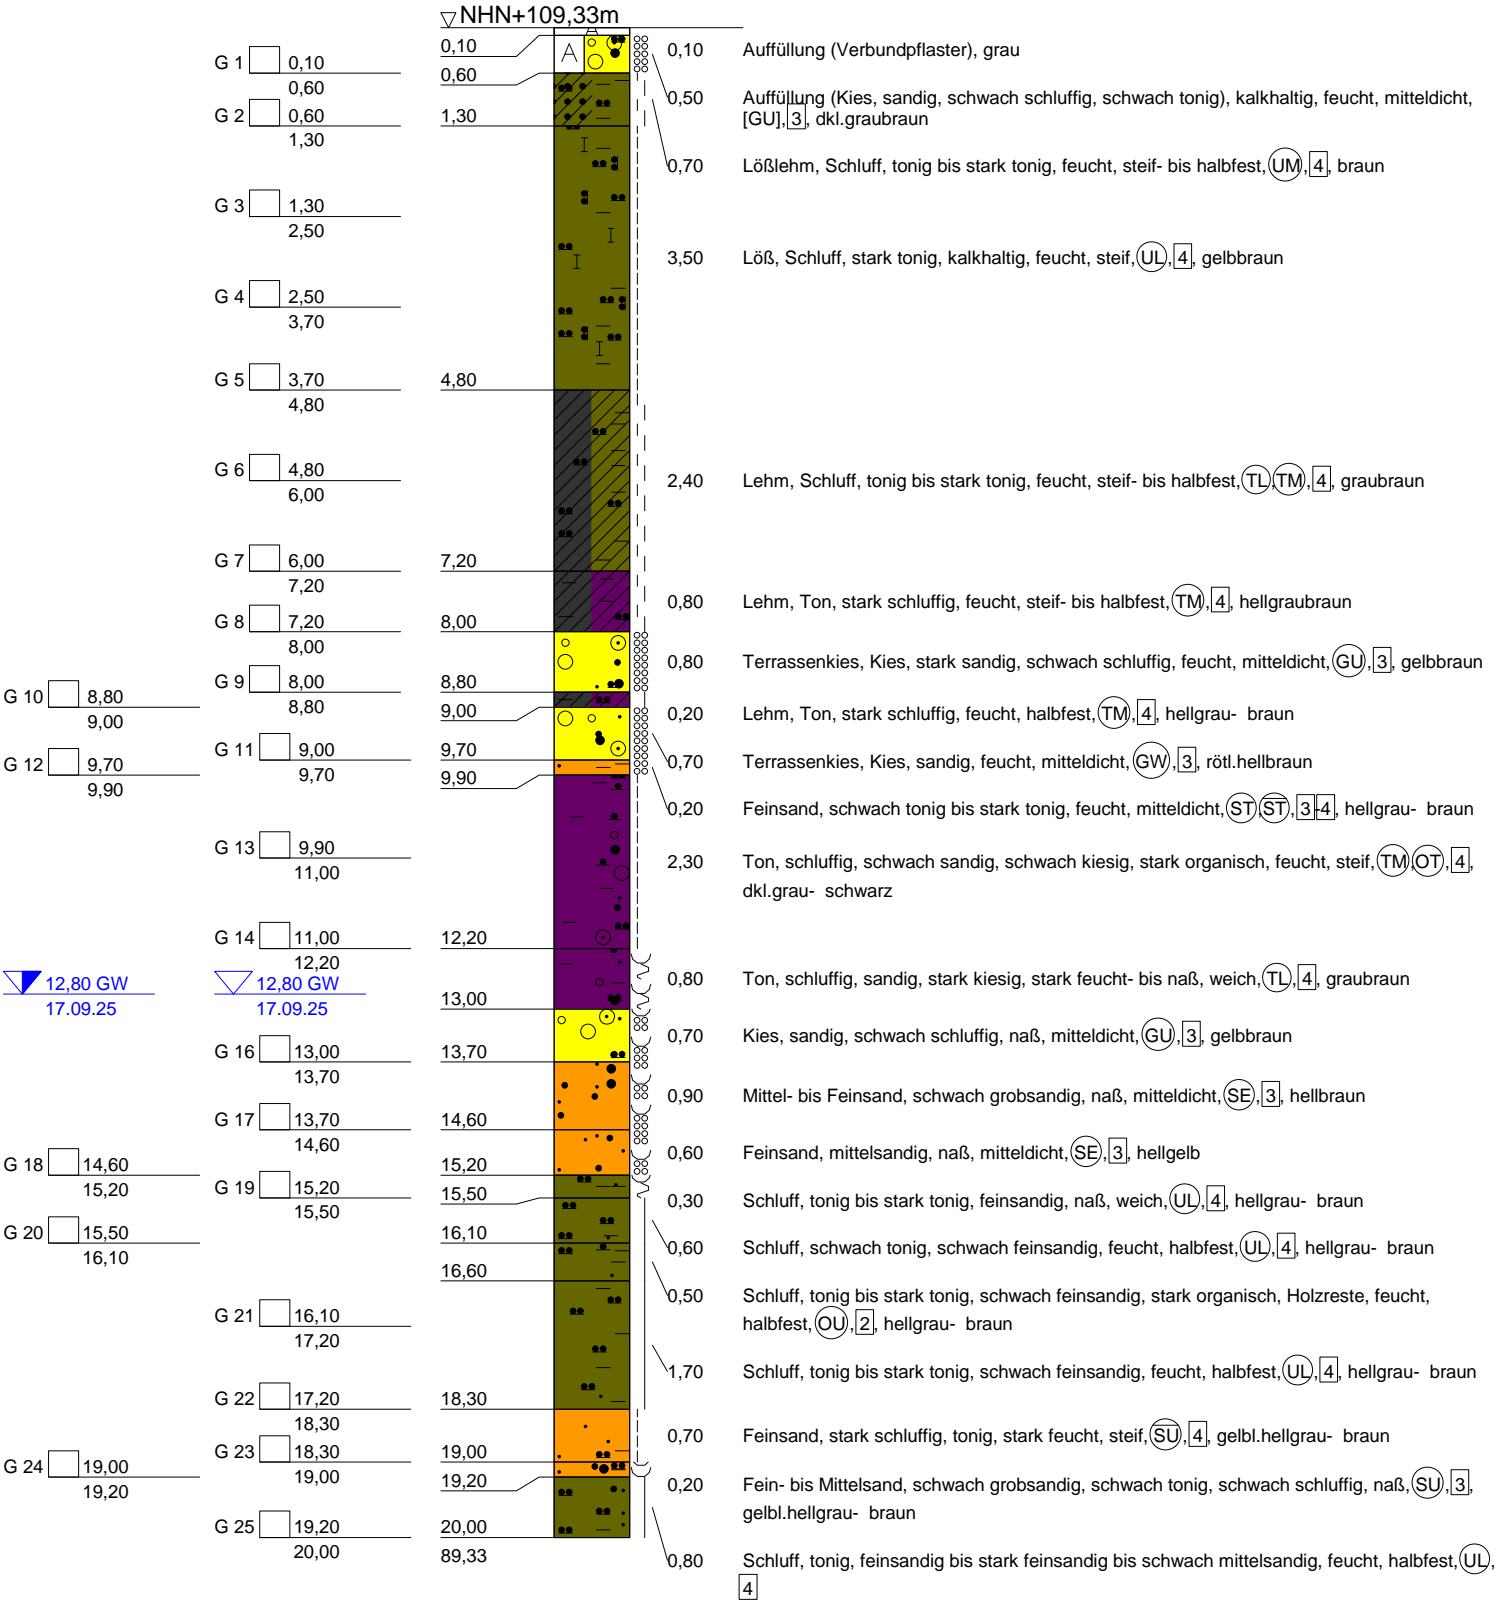 NHN+109,33m
A
0,10
A
0,10
Auffüllung (Verbundpflaster), grau
G 1
0,10
0,60
0,60
0,50
Auffüllung (Kies, sandig, schwach schluffig, schwach tonig), kalkhaltig, feucht, mitteldicht,
[GU], 3, dkl.graubraun
G 2
0,60
1,30
1,30
0,70
Lößlehm, Schluff, tonig bis stark tonig, feucht, steif- bis halbfest, UM, 4, braun
G 3
1,30
2,50
3,50
Löß, Schluff, stark tonig, kalkhaltig, feucht, steif, UL, 4, gelbbraun
G 4
2,50
3,70
G 5
3,70
4,80
4,80
G 6
4,80
6,00
2,40
Lehm, Schluff, tonig bis stark tonig, feucht, steif- bis halbfest, TL, TM, 4, graubraun
G 7
6,00
7,20
7,20
0,80
Lehm, Ton, stark schluffig, feucht, steif- bis halbfest, TM, 4, hellgraubraun
G 8
7,20
8,00
8,00
0,80
Terrassenkies, Kies, stark sandig, schwach schluffig, feucht, mitteldicht, GU, 3, gelbbraun
G 9
8,00
8,80
8,80
G 10
8,80
9,00
9,00
0,20
Lehm, Ton, stark schluffig, feucht, halbfest, TM, 4, hellgrau- braun
G 11
9,00
9,70
9,70
0,70
Terrassenkies, Kies, sandig, feucht, mitteldicht, GW, 3, rötl.hellbraun
G 12
9,70
9,90
9,90
0,20
Feinsand, schwach tonig bis stark tonig, feucht, mitteldicht, ST, S̅T̅, 3-4, hellgrau- braun
G 13
9,90
11,00
2,30
Ton, schluffig, schwach sandig, schwach kiesig, stark organisch, feucht, steif, TM, OT, 4,
dkl.grau- schwarz
G 14
11,00
12,20
12,20
12,80 GW
17.09.25
12,80 GW
17.09.25
0,80
Ton, schluffig, sandig, stark kiesig, stark feucht- bis naß, weich, TL, 4, graubraun
13,00
0,70
Kies, sandig, schwach schluffig, naß, mitteldicht, GU, 3, gelbbraun
G 16
13,00
13,70
13,70
0,90
Mittel- bis Feinsand, schwach grobsandig, naß, mitteldicht, SE, 3, hellbraun
G 17
13,70
14,60
14,60
0,60
Feinsand, mittelsandig, naß, mitteldicht, SE, 3, hellgelb
G 18
14,60
15,20
15,20
G 19
15,20
15,50
15,50
0,30
Schluff, tonig bis stark tonig, feinsandig, naß, weich, UL, 4, hellgrau- braun
G 20
15,50
16,10
16,10
0,60
Schluff, schwach tonig, schwach feinsandig, feucht, halbfest, UL, 4, hellgrau- braun
16,60
0,50
Schluff, tonig bis stark tonig, schwach feinsandig, stark organisch, Holzreste, feucht,
halbfest, OU, 2, hellgrau- braun
G 21
16,10
17,20
1,70
Schluff, tonig bis stark tonig, schwach feinsandig, feucht, halbfest, UL, 4, hellgrau- braun
G 22
17,20
18,30
18,30
0,70
Feinsand, stark schluffig, tonig, stark feucht, steif, S̅U̅, 4, gelbl.hellgrau- braun
G 23
18,30
19,00
19,00
G 24
19,00
19,20
19,20
0,20
Fein- bis Mittelsand, schwach grobsandig, schwach tonig, schwach schluffig, naß, SU, 3,
gelbl.hellgrau- braun
G 25
19,20
20,00
20,00
89,33
0,80
Schluff, tonig, feinsandig bis stark feinsandig bis schwach mittelsandig, feucht, halbfest, UL,
4